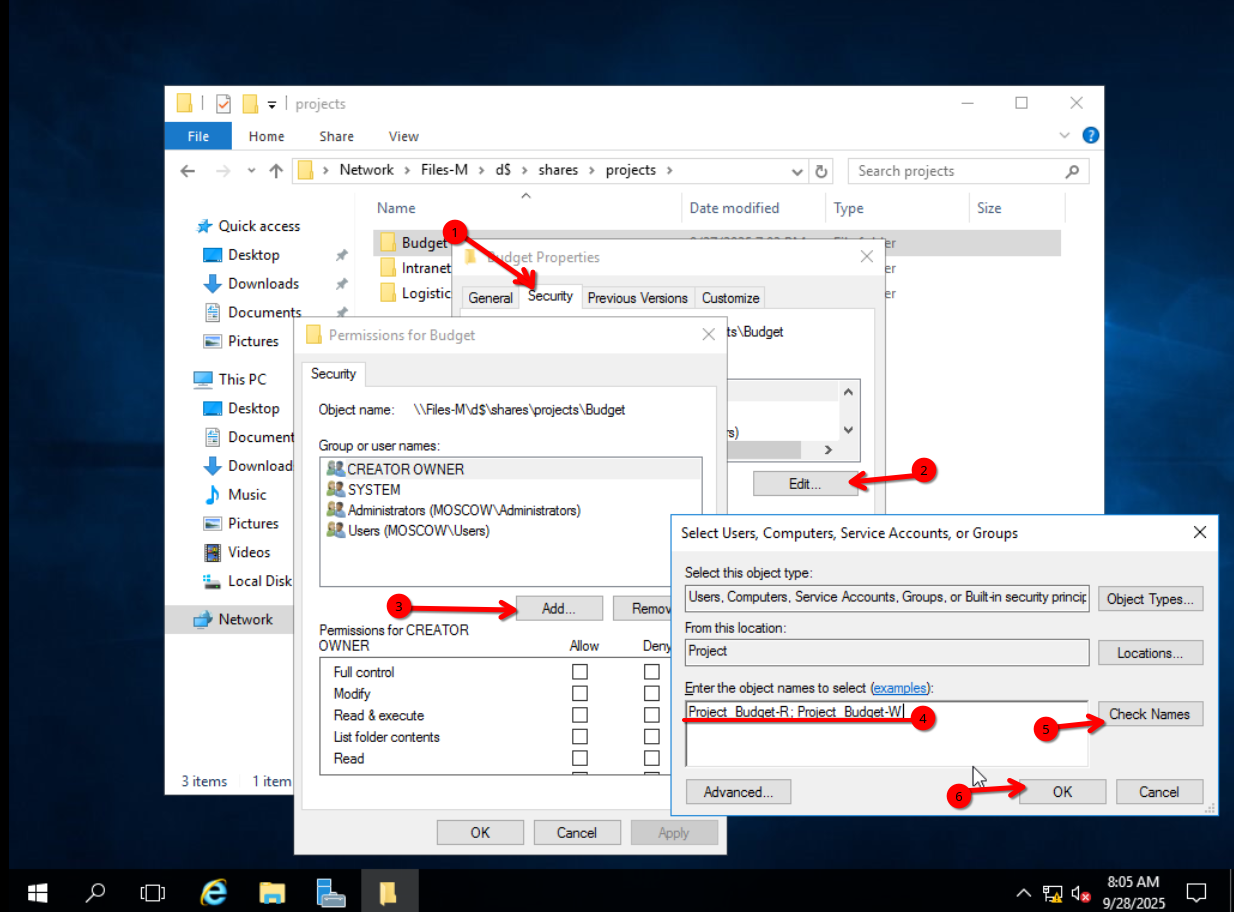 projects
File Home Share View
Network > Files-M > d$ > shares > projects >
Search projects
Name Date modified Type Size
Quick access
Desktop
Downloads
Documents
Pictures
This PC
Desktop
Document
Download
Music
Pictures
Videos
Local Disk
Network
3 items 1 item
Budget
Intranet
Logistic
1
Budget Properties
General Security Previous Versions Customize
ts\Budget
rs)
Edit...
2
Permissions for Budget
Security
Object name: \\Files-M\d$\shares\projects\Budget
Group or user names:
CREATOR OWNER
SYSTEM
Administrators (MOSCOW\Administrators)
Users (MOSCOW\Users)
3
Add... Remov
Permissions for CREATOR
OWNER Allow Deny
Full control
Modify
Read & execute
List folder contents
Read
OK Cancel Apply
Select Users, Computers, Service Accounts, or Groups
Select this object type:
Users, Computers, Service Accounts, Groups, or Built-in security princip
Object Types...
From this location:
Project
Locations...
Enter the object names to select (examples):
Project_Budget-R; Project_Budget-W
4
5
Check Names
Advanced...
6
OK Cancel
8:05 AM
9/28/2025